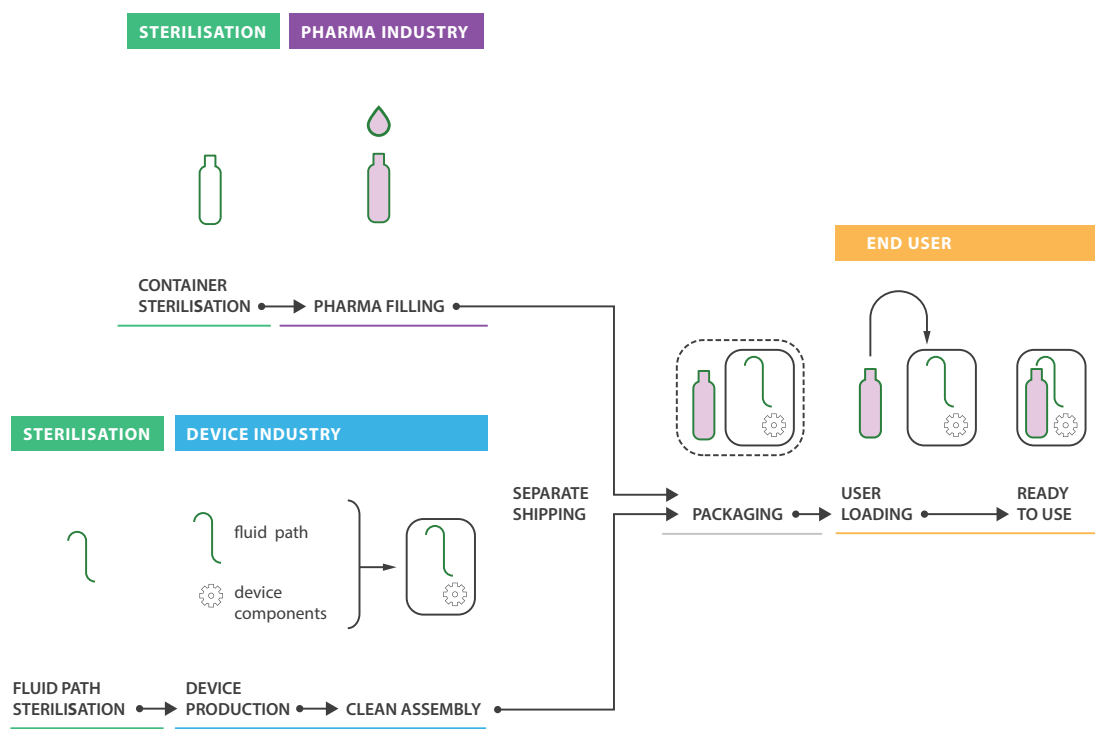 STERILISATION
PHARMA INDUSTRY
END USER
CONTAINER
STERILISATION
PHARMA FILLING
STERILISATION
DEVICE INDUSTRY
fluid path
device
components
SEPARATE
SHIPPING
PACKAGING
USER
LOADING
READY
TO USE
FLUID PATH
STERILISATION
DEVICE
PRODUCTION
CLEAN ASSEMBLY